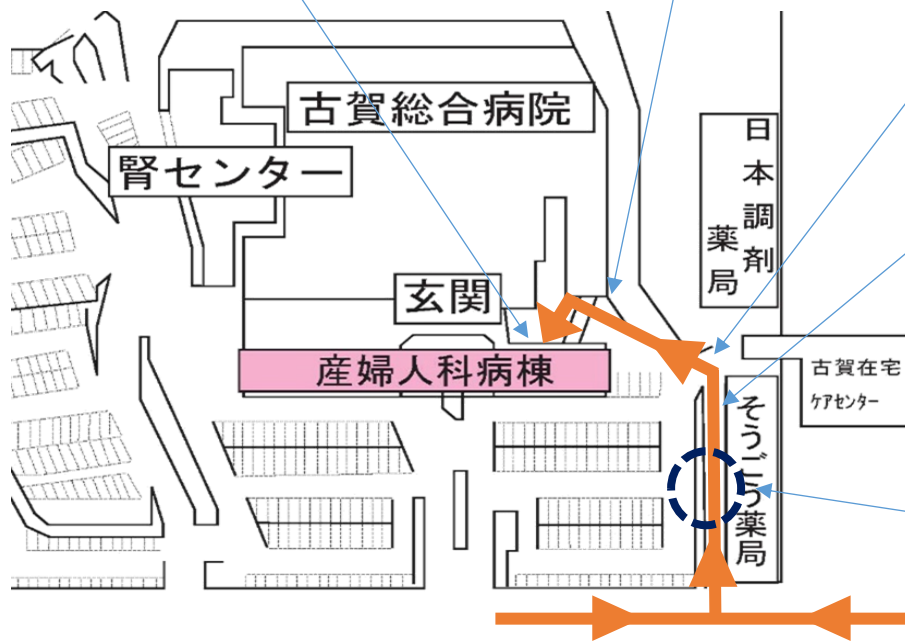 古賀総合病院
腎センター
日本調剤
薬局
玄関
産婦人科病棟
古賀在宅
ケアセンター
そうごう薬局